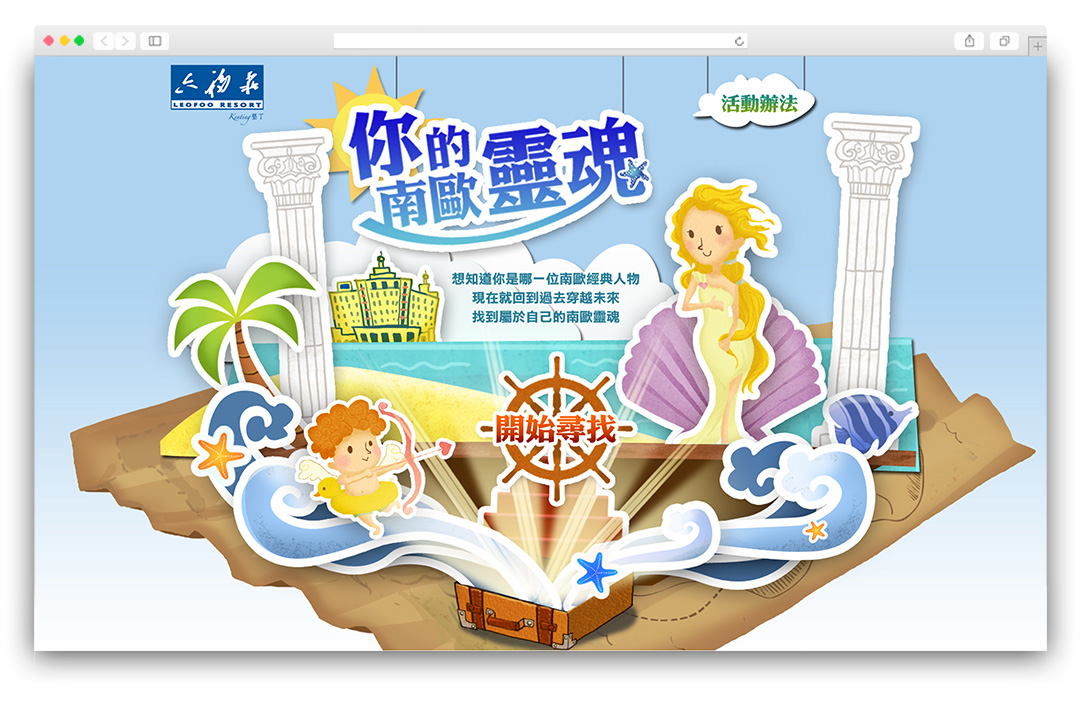 六福莊
LEOFOO RESORT
Kenting 墾丁
活動辦法
你的靈魂
南歐
想知道你是哪一位南歐經典人物
現在就回到過去穿越未來
找到屬於自己的南歐靈魂
開始尋找